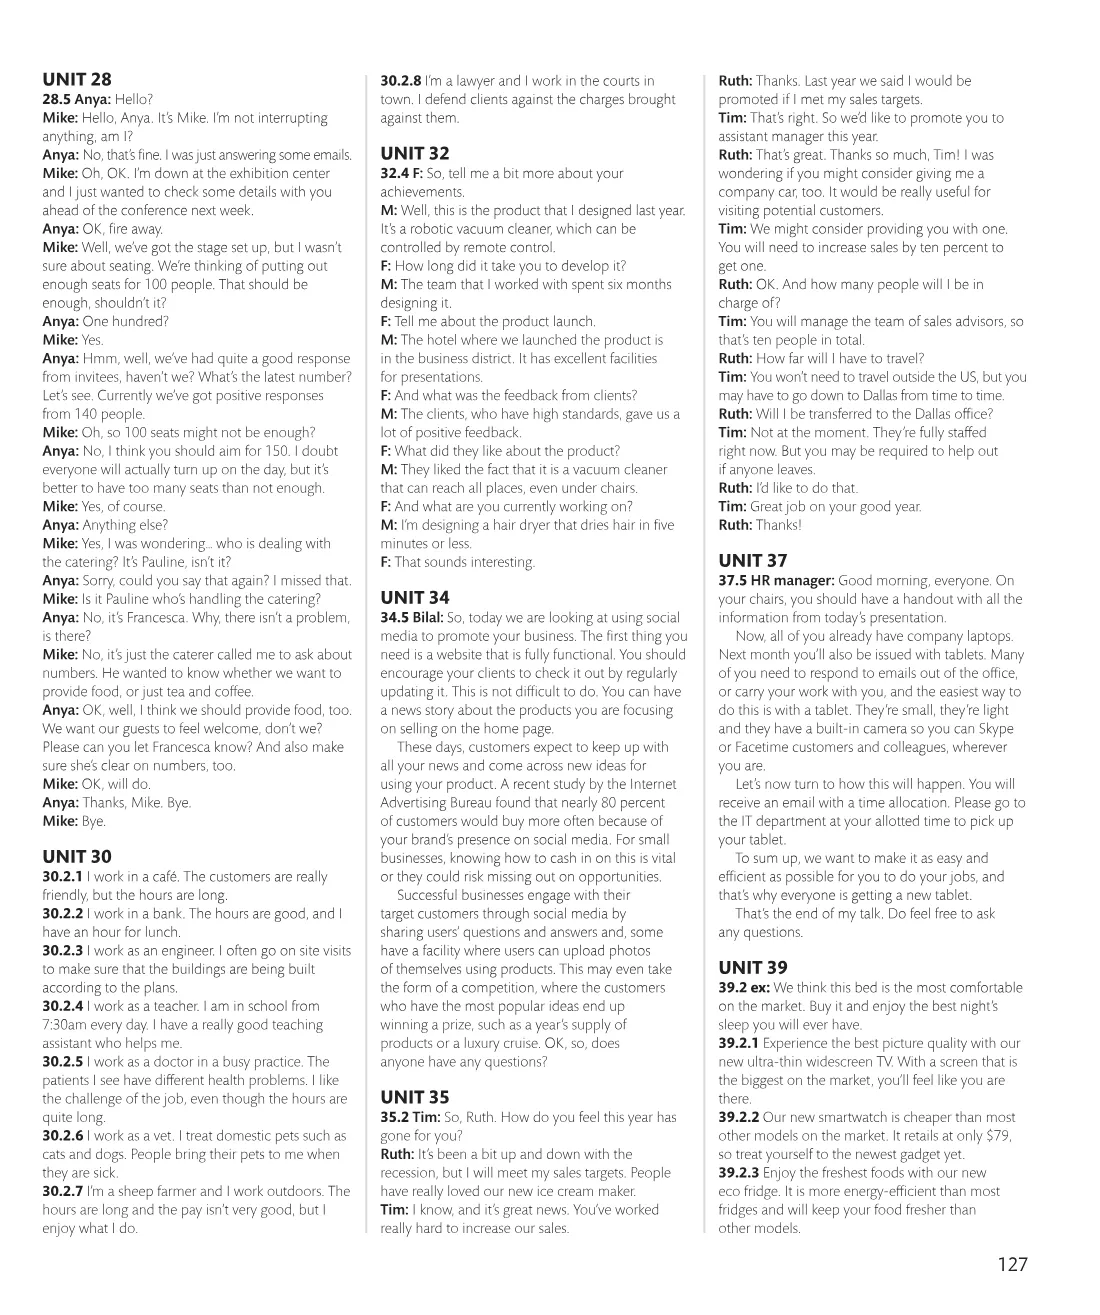 UNIT 28
28.5 Anya: Hello?
Mike: Hello, Anya. It’s Mike. I’m not interrupting
anything, am I?
Anya: No, that’s fine. I was just answering some emails.
Mike: Oh, OK. I’m down at the exhibition center
and I just wanted to check some details with you
ahead of the conference next week.
Anya: OK, fire away.
Mike: Well, we’ve got the stage set up, but I wasn’t
sure about seating. We’re thinking of putting out
enough seats for 100 people. That should be
enough, shouldn’t it?
Anya: One hundred?
Mike: Yes.
Anya: Hmm, well, we’ve had quite a good response
from invitees, haven’t we? What’s the latest number?
Let’s see. Currently we’ve got positive responses
from 140 people.
Mike: Oh, so 100 seats might not be enough?
Anya: No, I think you should aim for 150. I doubt
everyone will actually turn up on the day, but it’s
better to have too many seats than not enough.
Mike: Yes, of course.
Anya: Anything else?
Mike: Yes, I was wondering… who is dealing with
the catering? It’s Pauline, isn’t it?
Anya: Sorry, could you say that again? I missed that.
Mike: Is it Pauline who’s handling the catering?
Anya: No, it’s Francesca. Why, there isn’t a problem,
is there?
Mike: No, it’s just the caterer called me to ask about
numbers. He wanted to know whether we want to
provide food, or just tea and coffee.
Anya: OK, well, I think we should provide food, too.
We want our guests to feel welcome, don’t we?
Please can you let Francesca know? And also make
sure she’s clear on numbers, too.
Mike: OK, will do.
Anya: Thanks, Mike. Bye.
Mike: Bye.
UNIT 30
30.2.1 I work in a café. The customers are really
friendly, but the hours are long.
30.2.2 I work in a bank. The hours are good, and I
have an hour for lunch.
30.2.3 I work as an engineer. I often go on site visits
to make sure that the buildings are being built
according to the plans.
30.2.4 I work as a teacher. I am in school from
7:30am every day. I have a really good teaching
assistant who helps me.
30.2.5 I work as a doctor in a busy practice. The
patients I see have different health problems. I like
the challenge of the job, even though the hours are
quite long.
30.2.6 I work as a vet. I treat domestic pets such as
cats and dogs. People bring their pets to me when
they are sick.
30.2.7 I’m a sheep farmer and I work outdoors. The
hours are long and the pay isn’t very good, but I
enjoy what I do.
30.2.8 I’m a lawyer and I work in the courts in
town. I defend clients against the charges brought
against them.
UNIT 32
32.4 F: So, tell me a bit more about your
achievements.
M: Well, this is the product that I designed last year.
It’s a robotic vacuum cleaner, which can be
controlled by remote control.
F: How long did it take you to develop it?
M: The team that I worked with spent six months
designing it.
F: Tell me about the product launch.
M: The hotel where we launched the product is
in the business district. It has excellent facilities
for presentations.
F: And what was the feedback from clients?
M: The clients, who have high standards, gave us a
lot of positive feedback.
F: What did they like about the product?
M: They liked the fact that it is a vacuum cleaner
that can reach all places, even under chairs.
F: And what are you currently working on?
M: I’m designing a hair dryer that dries hair in five
minutes or less.
F: That sounds interesting.
UNIT 34
34.5 Bilal: So, today we are looking at using social
media to promote your business. The first thing you
need is a website that is fully functional. You should
encourage your clients to check it out by regularly
updating it. This is not difficult to do. You can have
a news story about the products you are focusing
on selling on the home page.
These days, customers expect to keep up with
all your news and come across new ideas for
using your product. A recent study by the Internet
Advertising Bureau found that nearly 80 percent
of customers would buy more often because of
your brand’s presence on social media. For small
businesses, knowing how to cash in on this is vital
or they could risk missing out on opportunities.
Successful businesses engage with their
target customers through social media by
sharing users’ questions and answers and, some
have a facility where users can upload photos
of themselves using products. This may even take
the form of a competition, where the customers
who have the most popular ideas end up
winning a prize, such as a year’s supply of
products or a luxury cruise. OK, so, does
anyone have any questions?
UNIT 35
35.2 Tim: So, Ruth. How do you feel this year has
gone for you?
Ruth: It’s been a bit up and down with the
recession, but I will meet my sales targets. People
have really loved our new ice cream maker.
Tim: I know, and it’s great news. You’ve worked
really hard to increase our sales.
Ruth: Thanks. Last year we said I would be
promoted if I met my sales targets.
Tim: That’s right. So we’d like to promote you to
assistant manager this year.
Ruth: That’s great. Thanks so much, Tim! I was
wondering if you might consider giving me a
company car, too. It would be really useful for
visiting potential customers.
Tim: We might consider providing you with one.
You will need to increase sales by ten percent to
get one.
Ruth: OK. And how many people will I be in
charge of?
Tim: You will manage the team of sales advisors, so
that’s ten people in total.
Ruth: How far will I have to travel?
Tim: You won’t need to travel outside the US, but you
may have to go down to Dallas from time to time.
Ruth: Will I be transferred to the Dallas office?
Tim: Not at the moment. They’re fully staffed
right now. But you may be required to help out
if anyone leaves.
Ruth: I’d like to do that.
Tim: Great job on your good year.
Ruth: Thanks!
UNIT 37
37.5 HR manager: Good morning, everyone. On
your chairs, you should have a handout with all the
information from today’s presentation.
Now, all of you already have company laptops.
Next month you’ll also be issued with tablets. Many
of you need to respond to emails out of the office,
or carry your work with you, and the easiest way to
do this is with a tablet. They’re small, they’re light
and they have a built-in camera so you can Skype
or Facetime customers and colleagues, wherever
you are.
Let’s now turn to how this will happen. You will
receive an email with a time allocation. Please go to
the IT department at your allotted time to pick up
your tablet.
To sum up, we want to make it as easy and
efficient as possible for you to do your jobs, and
that’s why everyone is getting a new tablet.
That’s the end of my talk. Do feel free to ask
any questions.
UNIT 39
39.2 ex: We think this bed is the most comfortable
on the market. Buy it and enjoy the best night’s
sleep you will ever have.
39.2.1 Experience the best picture quality with our
new ultra-thin widescreen TV. With a screen that is
the biggest on the market, you’ll feel like you are
there.
39.2.2 Our new smartwatch is cheaper than most
other models on the market. It retails at only $79,
so treat yourself to the newest gadget yet.
39.2.3 Enjoy the freshest foods with our new
eco fridge. It is more energy-efficient than most
fridges and will keep your food fresher than
other models.
127